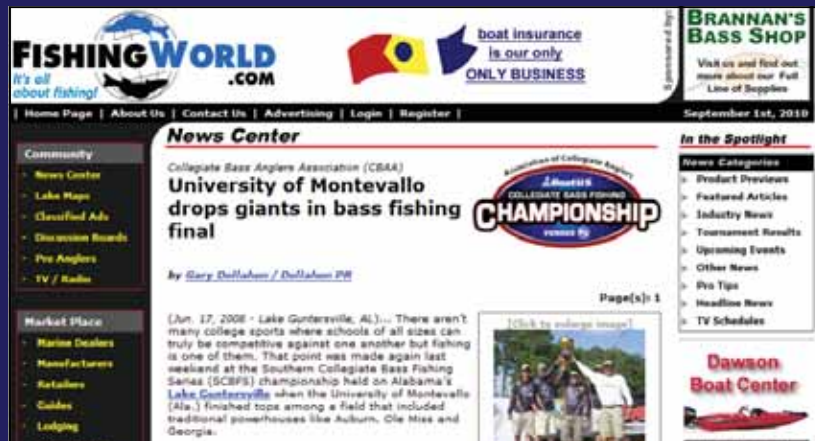 FISHINGWORLD
.COM
It's all
about fishing!
boat insurance
is our only
ONLY BUSINESS
Sponsored by:
BRANNAN'S
BASS SHOP
Visit us and find out
more about our Full
Line of Supplies
| Home Page | About Us | Contact Us | Advertising | Login | Register |
September 1st, 2010
Community
News Center
Lake Maps
Classified Ads
Discussion Boards
Pro Anglers
TV / Radio
Market Place
Marine Dealers
Manufacturers
Retailers
Guides
Lodging
News Center
Collegiate Bass Anglers Association (CBAA)
University of Montevallo
drops giants in bass fishing
final
by Gary Dollahon / Dollahon PR
Association of Collegiate Anglers
BoatUS
COLLEGIATE BASS FISHING
CHAMPIONSHIP
Page(s): 1
(Jun. 17, 2008 - Lake Guntersville, AL)... There aren't
many college sports where schools of all sizes can
truly be competitive against one another but fishing
is one of them. That point was made again last
weekend at the Southern Collegiate Bass Fishing
Series (SCBFS) championship held on Alabama's
Lake Guntersville when the University of Montevallo
(Ala.) finished tops among a field that included
traditional powerhouses like Auburn, Ole Miss and
Georgia.
[Click to enlarge image]
In the Spotlight
News Categories
Product Previews
Featured Articles
Industry News
Tournament Results
Upcoming Events
Other News
Pro Tips
Headline News
TV Schedules
Dawson
Boat Center